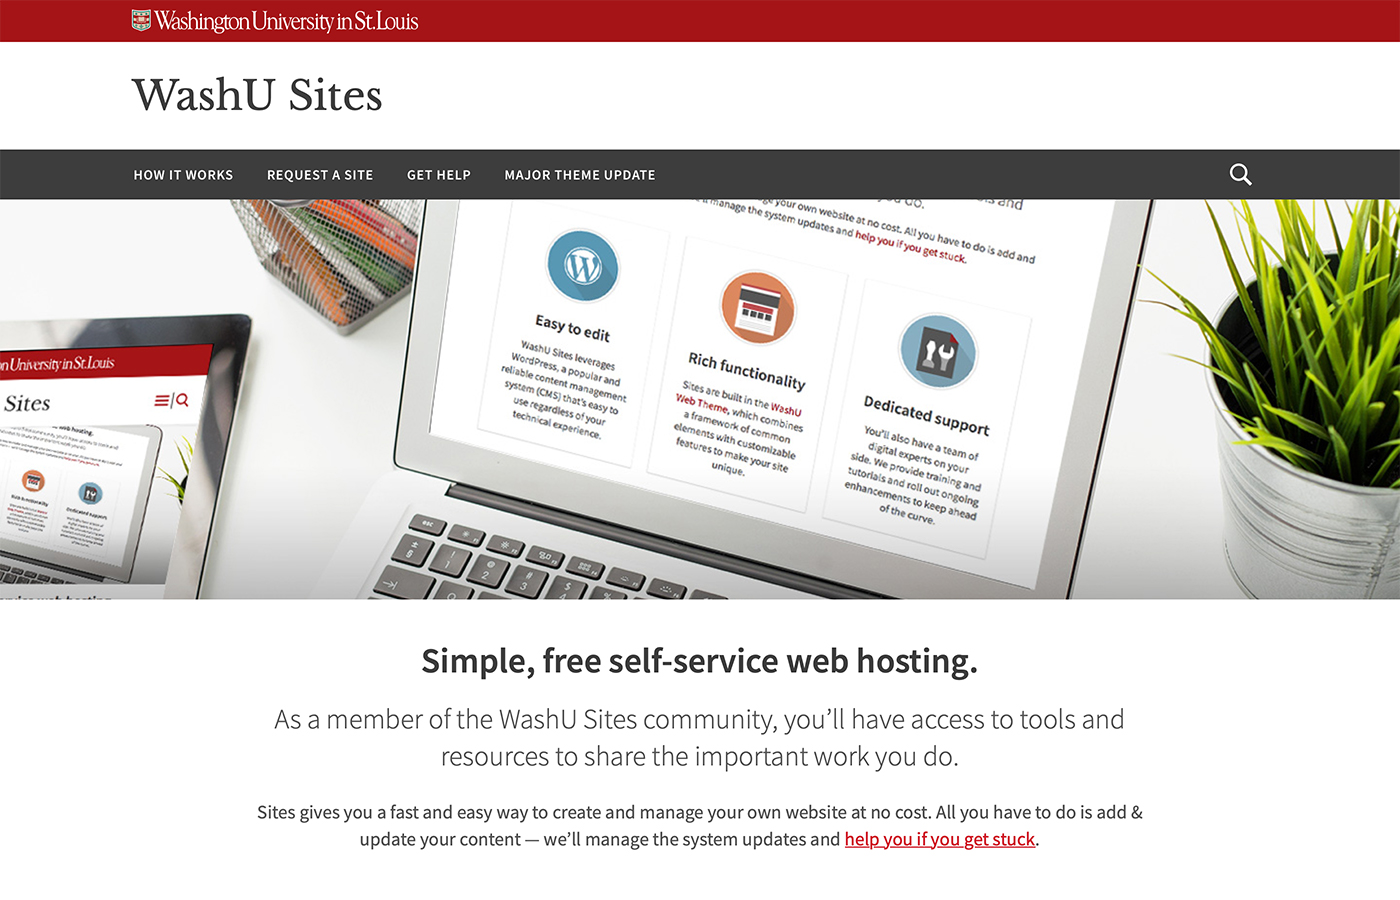 Washington University in St. Louis
WashU Sites
HOW IT WORKS
REQUEST A SITE
GET HELP
MAJOR THEME UPDATE
you do.
manage your own website at no cost. All you have to do is add and
manage the system updates and help you if you get stuck.
Easy to edit
WashU Sites leverages
WordPress, a popular and
reliable content management
system (CMS) that's easy to
use regardless of your
technical experience.
Rich functionality
Sites are built in the WashU
Web Theme, which combines
a framework of common
elements with customizable
features to make your site
unique.
Dedicated support
You'll also have a team of
digital experts on your
side. We provide training and
tutorials and roll out ongoing
enhancements to keep ahead
of the curve.
University in St. Louis
Sites
web hosting.
Rich functionality
Dedicated support
esc
Simple, free self-service web hosting.
As a member of the WashU Sites community, you’ll have access to tools and
resources to share the important work you do.
Sites gives you a fast and easy way to create and manage your own website at no cost. All you have to do is add &
update your content — we’ll manage the system updates and help you if you get stuck.